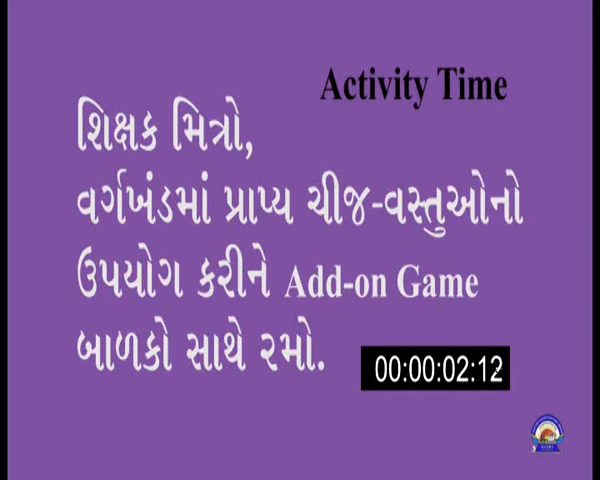 Activity Time
શિક્ષક મિત્રો,
વર્ગખંડમાં પ્રાપ્ય ચીજ-વસ્તુઓનો
ઉપયોગ કરીને Add-on Game
બાળકો સાથે રમો.
00:00:02:12